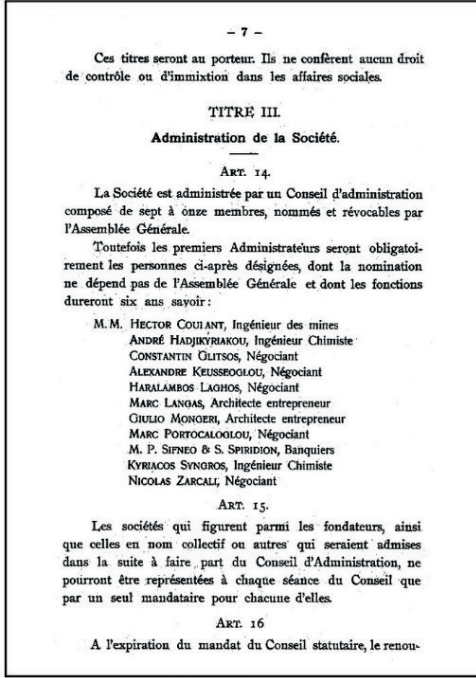 – 7 –
Ces titres seront au porteur. Ils ne confèrent aucun droit
de contrôle ou d'immixtion dans les affaires sociales.
TITRE III.
Administration de la Société.
ART. 14.
La Société est administrée par un Conseil d'administration
composé de sept à onze membres, nommés et révocables par
l'Assemblée Générale.
Toutefois les premiers Administrateurs seront obligatoi-
rement les personnes ci-après désignées, dont la nomination
ne dépend pas de l'Assemblée Générale et dont les fonctions
dureront six ans savoir :
M.M. HECTOR COUIANT, Ingénieur des mines
ANDRÉ HADJIKYRIAKOU, Ingénieur Chimiste
CONSTANTIN GLITSOS, Négociant
ALEXANDRE KEUSSEOGLOU, Négociant
HARALAMBOS LAGHOS, Négociant
MARC LANGAS, Architecte entrepreneur
GIULIO MONGERI, Architecte entrepreneur
MARC PORTOCALOGLOU, Négociant
M. P. SIFNEO & S. SPIRIDION, Banquiers
KYRIACOS SYNGROS, Ingénieur Chimiste
NICOLAS ZARCALI, Négociant
ART. 15.
Les sociétés qui figurent parmi les fondateurs, ainsi
que celles en nom collectif ou autres qui seraient admises
dans la suite à faire part du Conseil d'Administration, ne
pourront être représentées à chaque séance du Conseil que
par un seul mandataire pour chacune d'elles.
ART. 16
A l'expiration du mandat du Conseil statutaire, le renou-